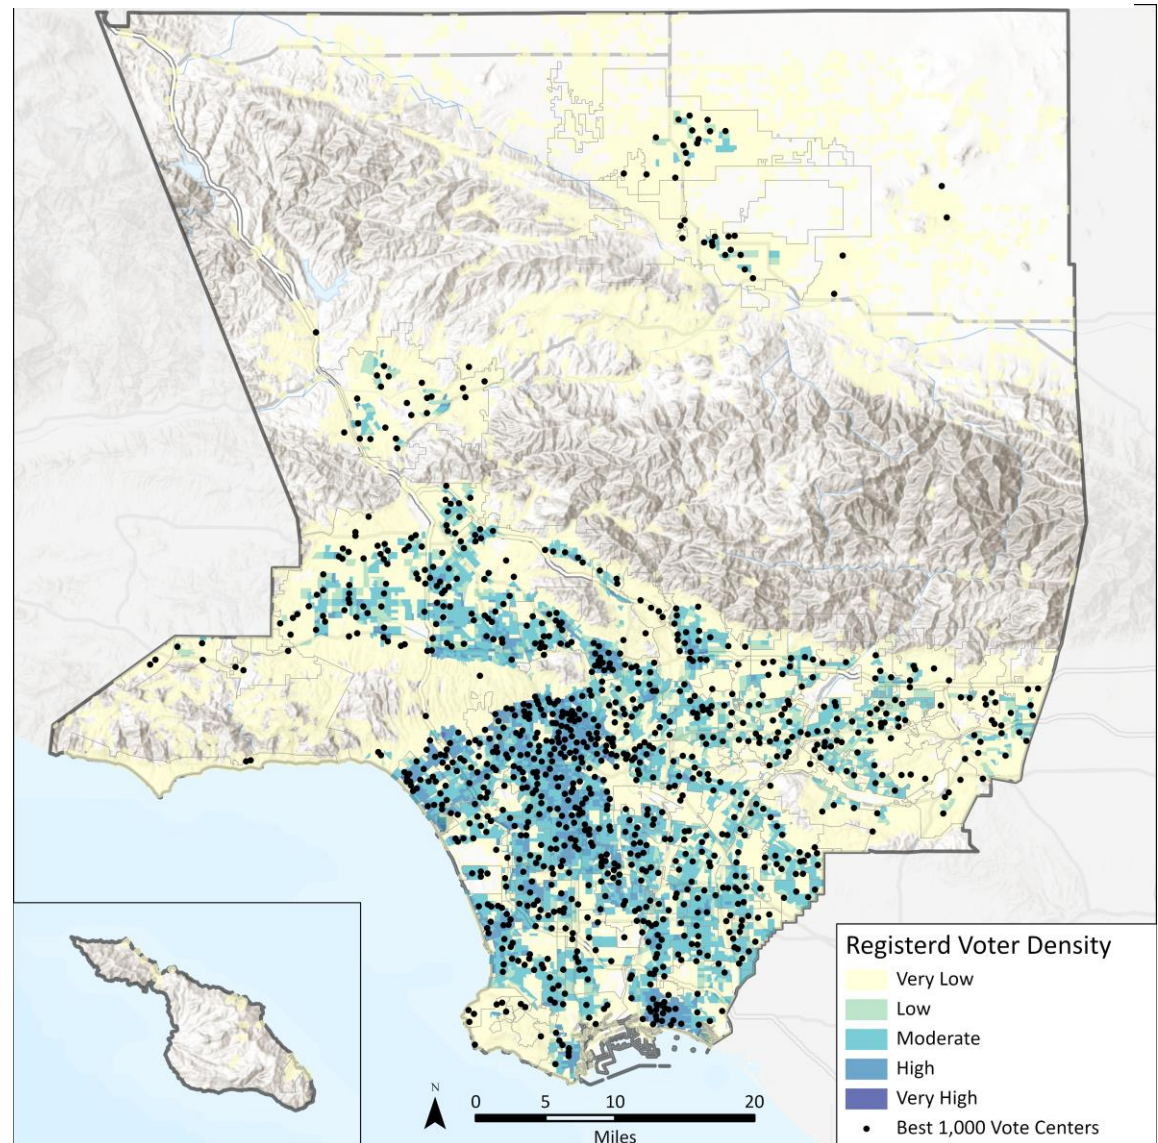 Registerd Voter Density
Very Low
Low
Moderate
High
Very High
Best 1,000 Vote Centers
N
0 5 10 20
Miles